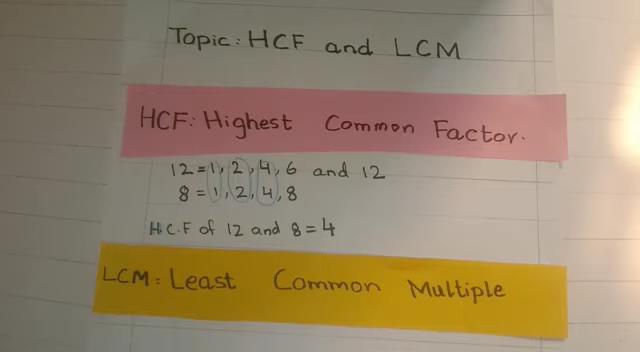 Topic: HCF and LCM
HCF: Highest Common Factor.
12=1,2,4,6 and 12
8=1,2,4,8
H.C.F of 12 and 8=4
LCM: Least Common Multiple